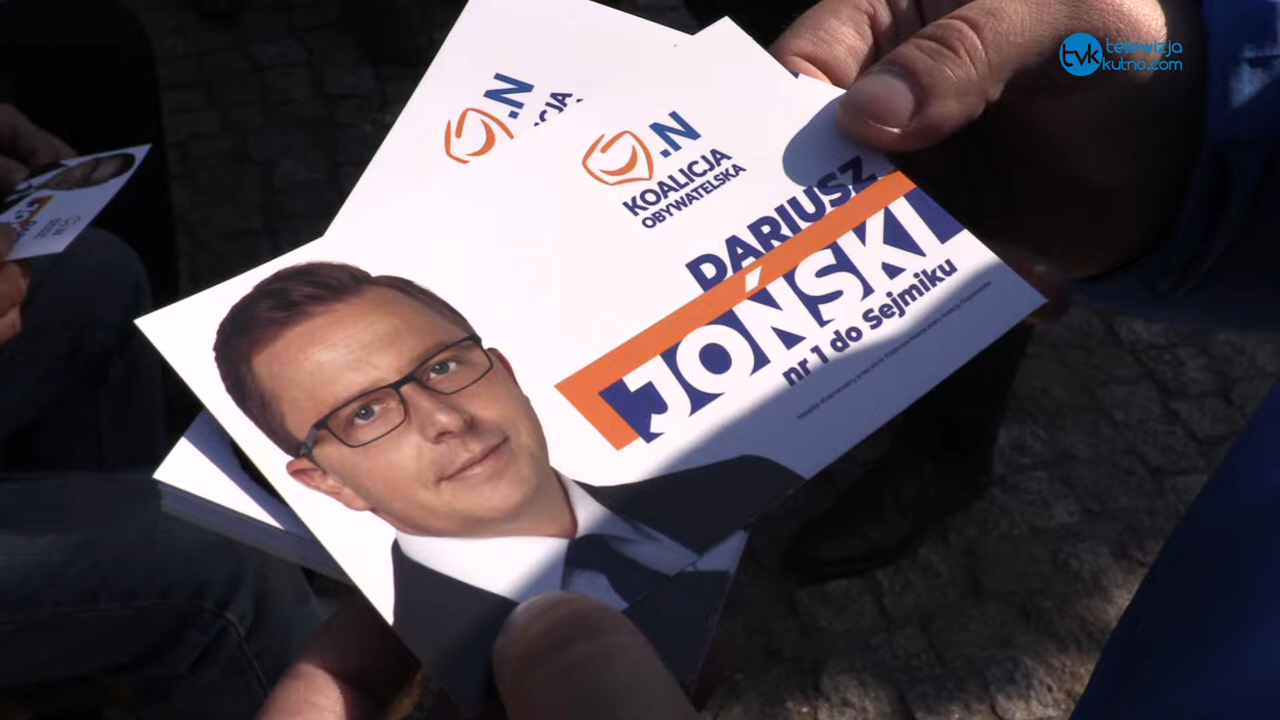 telewizja
tvk kutno.com
.N
.N
KOALICJA
OBYWATELSKA
DARIUSZ
JOŃSKI
nr 1 do Sejmiku